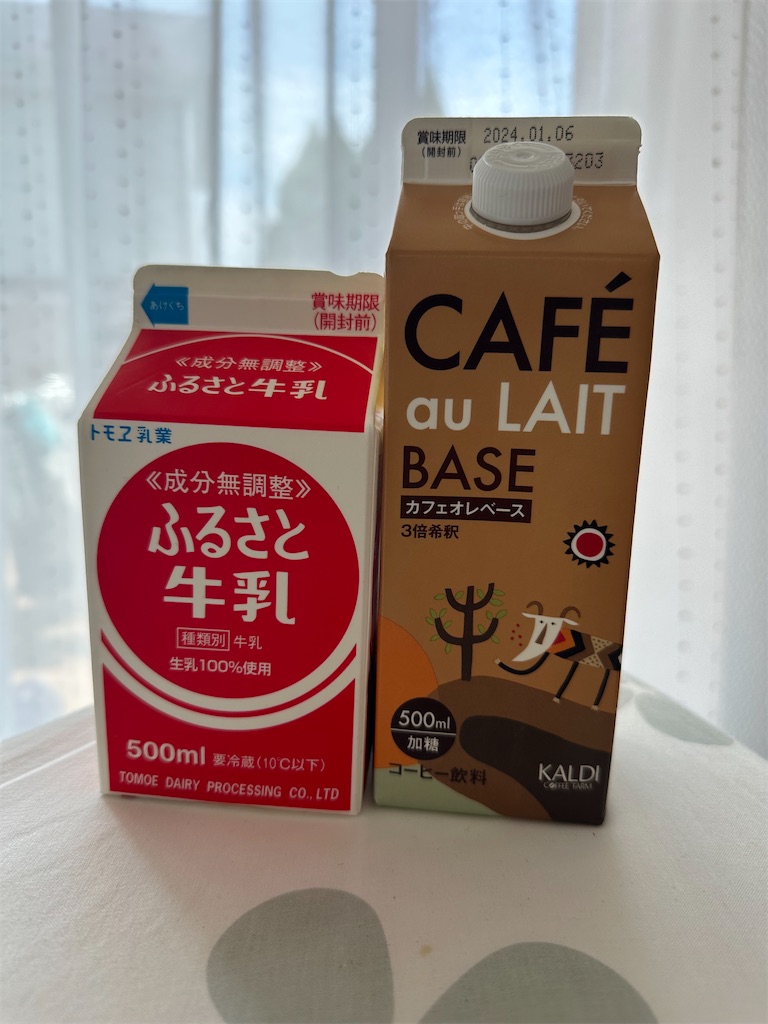 あけくち
賞味期限
(開封前)
《成分無調整》
ふるさと牛乳
トモヱ乳業
《成分無調整》
ふるさと
牛乳
種類別 牛乳
生乳100%使用
500ml 要冷蔵(10℃以下)
TOMOE DAIRY PROCESSING CO., LTD
賞味期限
(開封前)
2024.01.06
3203
CAFÉ
au LAIT
BASE
カフェオレベース
3倍希釈
500ml
加糖
コーヒー飲料
KALDI
COFFEE FARM